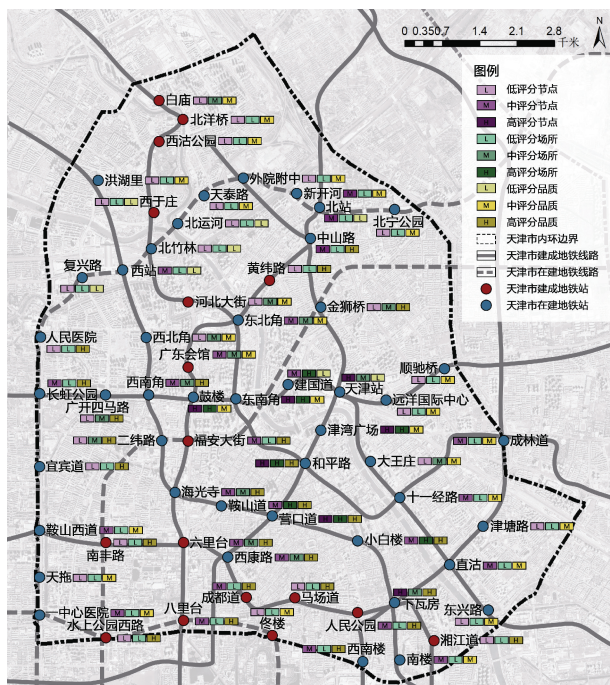 0 0.35 0.7 1.4 2.1 2.8
千米
N
图例
L 低评分节点
M 中评分节点
H 高评分节点
L 低评分场所
M 中评分场所
H 高评分场所
L 低评分品质
M 中评分品质
H 高评分品质
天津市内环边界
天津市建成地铁线路
天津市在建地铁线路
天津市建成地铁站
天津市在建地铁站
白庙 L M M
北洋桥 L L M
西沽公园 L L M
洪湖里 L L M
外院附中 L L M
西于庄
L L L
天泰路
L L M
新开河 M L M
北站
M L L
北宁公园
L L M
北运河 L L L
北竹林
L L L
中山路
M L H
复兴路
L L L
西站 M L L
黄纬路 L L H
河北大街 L M M
金狮桥 L M H
东北角 M M M
人民医院
L L H
西北角 L M M
广东会馆 M M M
建国道
M H L
天津站
H M L
顺驰桥
L L M
M L H
长虹公园
西南角 M M H
鼓楼
H H M
东南角 H H M
远洋国际中心
L L M
广开四马路
L M H
二纬路
L M H
福安大街 M L H
津湾广场 H H M
成林道
M L M
宜宾道 L L H
和平路
H H H
大王庄 L L M
海光寺 M M H
鞍山道 M H H
营口道 H H H
十一经路 M L M
鞍山西道 M L M
南丰路 L L H
六里台 M M H
西康路 M M H
小白楼 M H H
津塘路 L L M
直沽 M L M
天拖 L L M
成都道
M L H
马场道
L L H
下瓦房
H M H
东兴路
L L M
一中心医院 M M M
水上公园西路 L L H
八里台
M L H
佟楼
L L M
人民公园
M L H
西南楼
M L H
南楼 M L M
湘江道 L L H